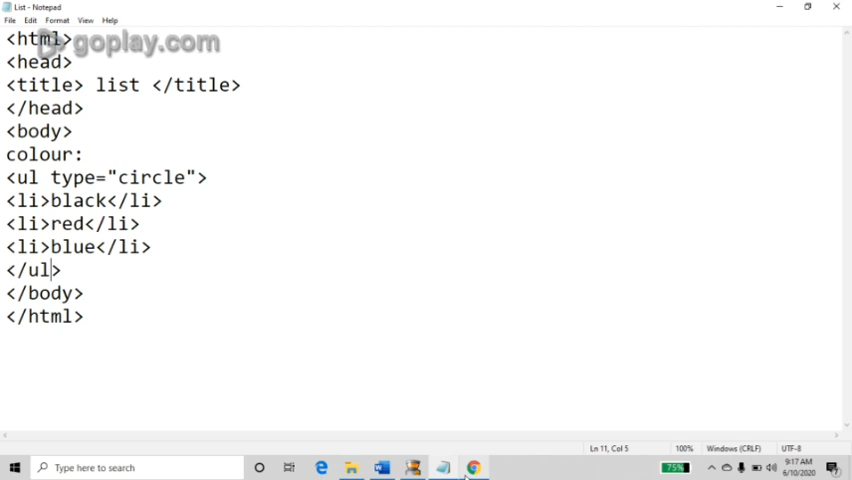 List - Notepad
File Edit Format View Help
<html>
goplay.com
<head>
<title> list </title>
</head>
<body>
colour:
<ul type="circle">
<li>black</li>
<li>red</li>
<li>blue</li>
</ul>
</body>
</html>
Ln 11, Col 5 100% Windows (CRLF) UTF-8
Type here to search
75%
9:17 AM
6/10/2020